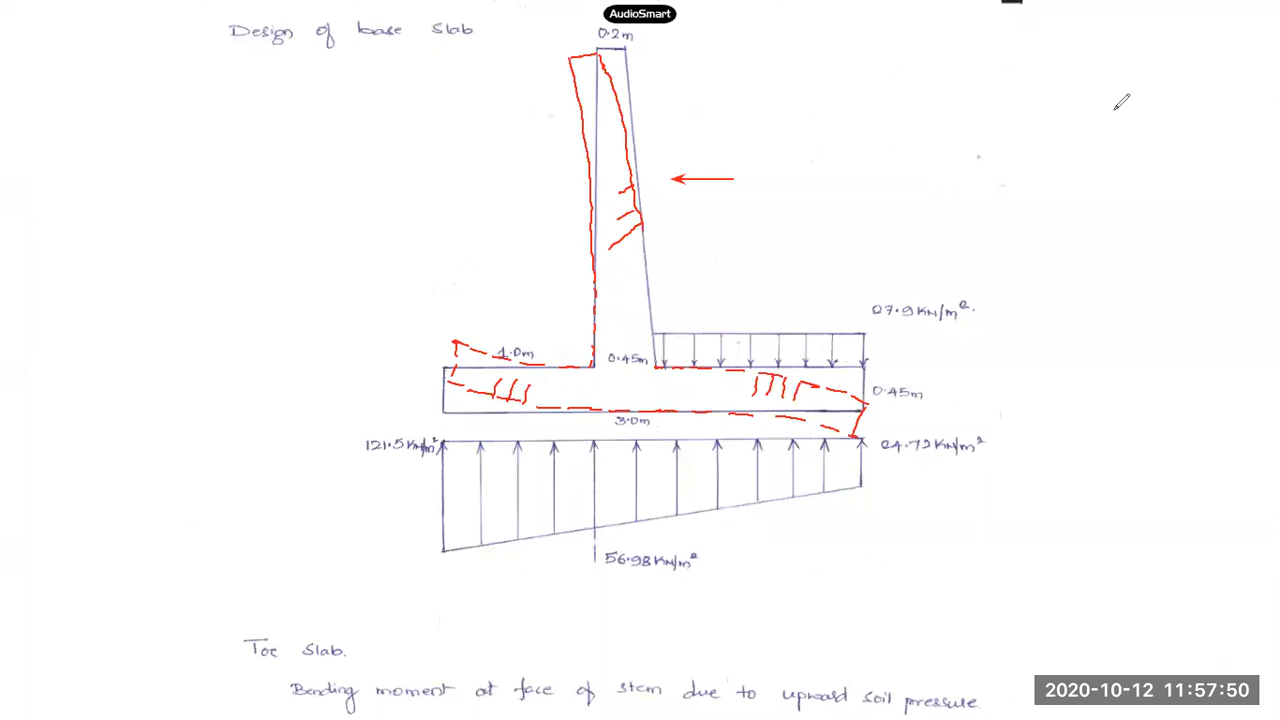 AudioSmart
Design of base slab
0.2m
27.9 KN/m²
1.0m
0.45m
0.45m
3.0m
121.5 KN/m²
24.72 KN/m²
56.98 KN/m²
Toe slab.
Bending moment at face of stem due to upward soil pressure.
2020-10-12 11:57:50